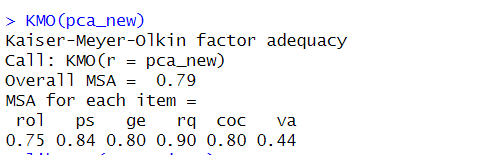 > KMO(pca_new)
Kaiser-Meyer-Olkin factor adequacy
Call: KMO(r = pca_new)
Overall MSA =  0.79
MSA for each item =
 rol   ps   ge   rq  coc   va
0.75 0.84 0.80 0.90 0.80 0.44